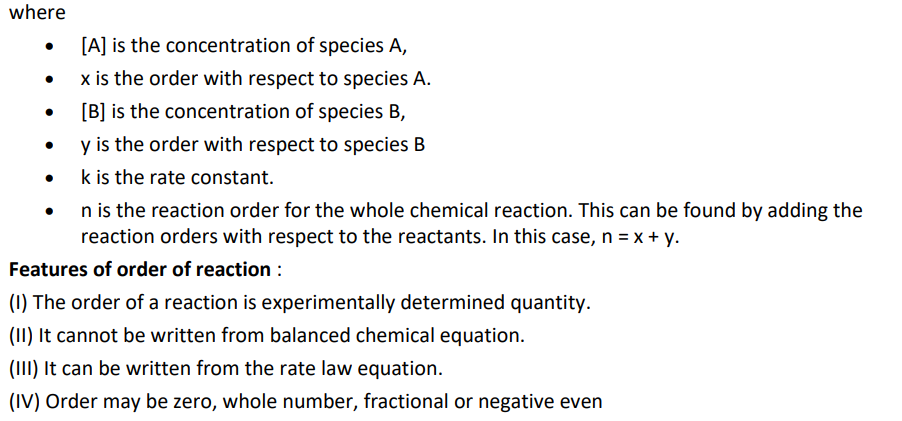 where
• [A] is the concentration of species A,
• x is the order with respect to species A.
• [B] is the concentration of species B,
• y is the order with respect to species B
• k is the rate constant.
• n is the reaction order for the whole chemical reaction. This can be found by adding the
reaction orders with respect to the reactants. In this case, n = x + y.
Features of order of reaction :
(I) The order of a reaction is experimentally determined quantity.
(II) It cannot be written from balanced chemical equation.
(III) It can be written from the rate law equation.
(IV) Order may be zero, whole number, fractional or negative even